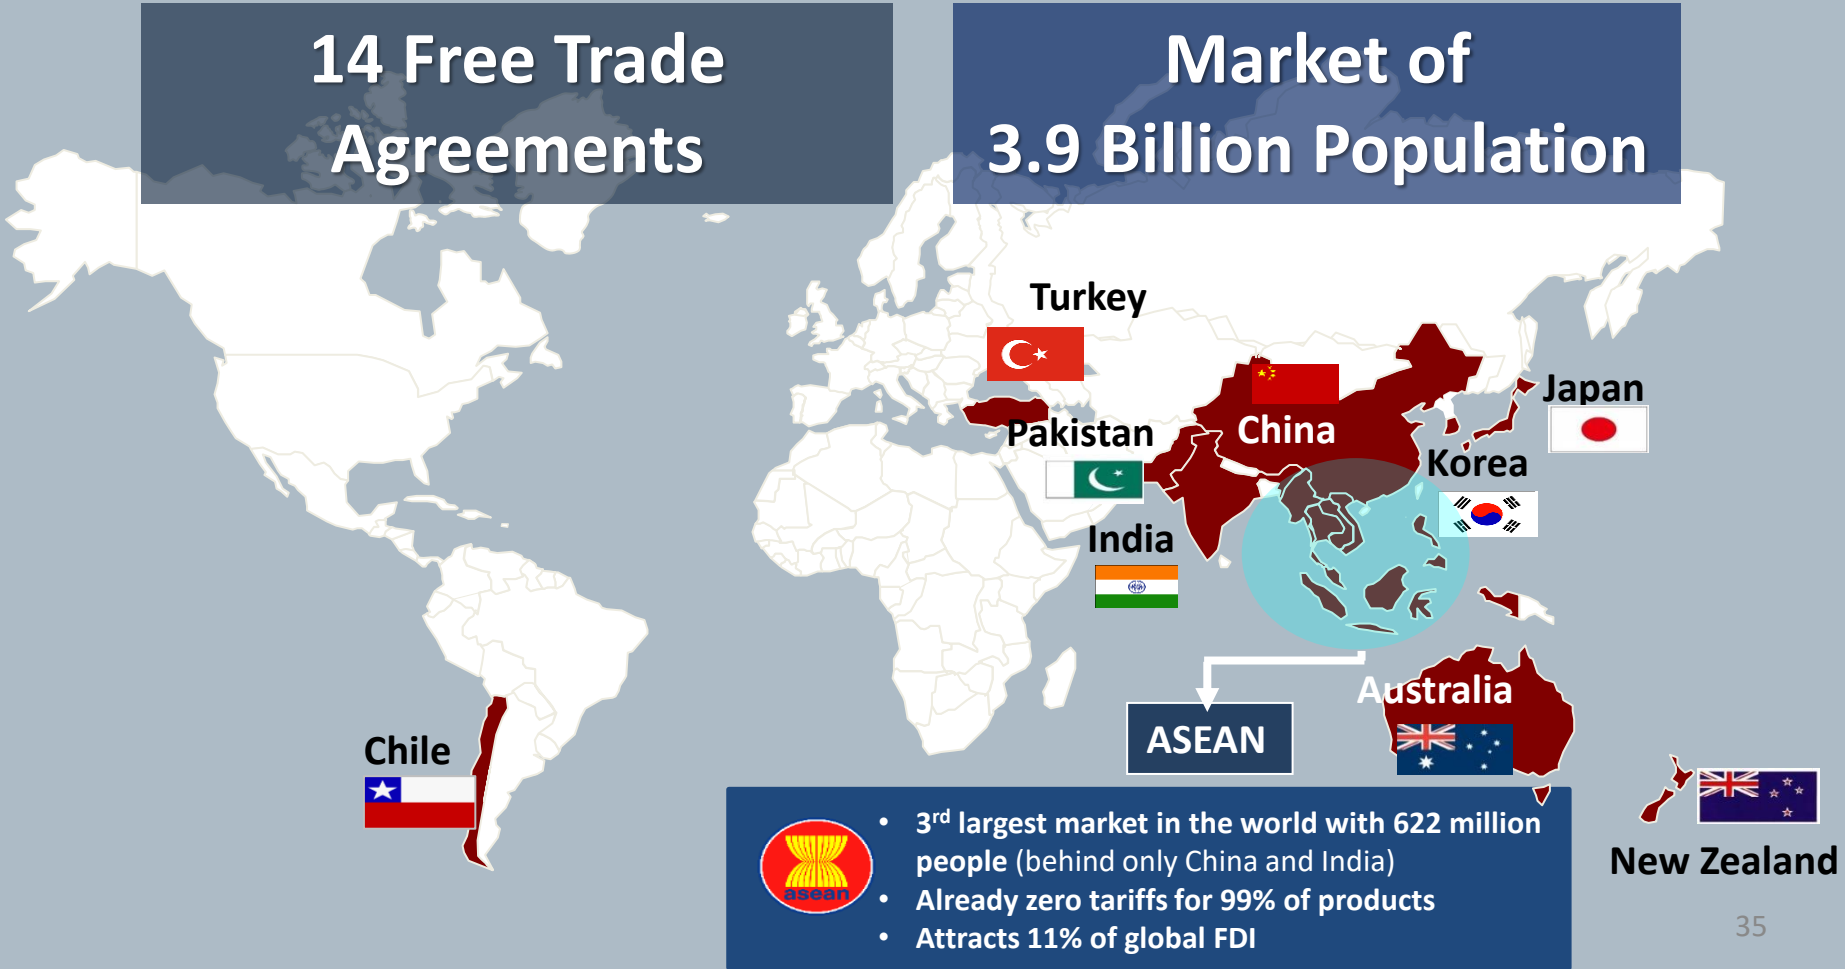 14 Free Trade
Agreements
Market of
3.9 Billion Population
Turkey
Pakistan
China
Japan
Korea
India
Australia
ASEAN
Chile
New Zealand
asean
• 3rd largest market in the world with 622 million
people (behind only China and India)
• Already zero tariffs for 99% of products
• Attracts 11% of global FDI
35